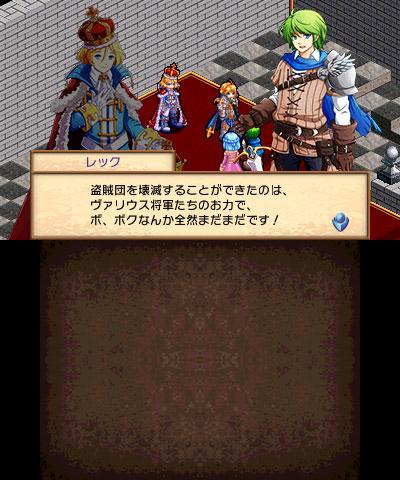 レック
盗賊団を壊滅することができたのは、
ヴァリウス将軍たちのお力で、
ボ、ボクなんか全然まだまだです！